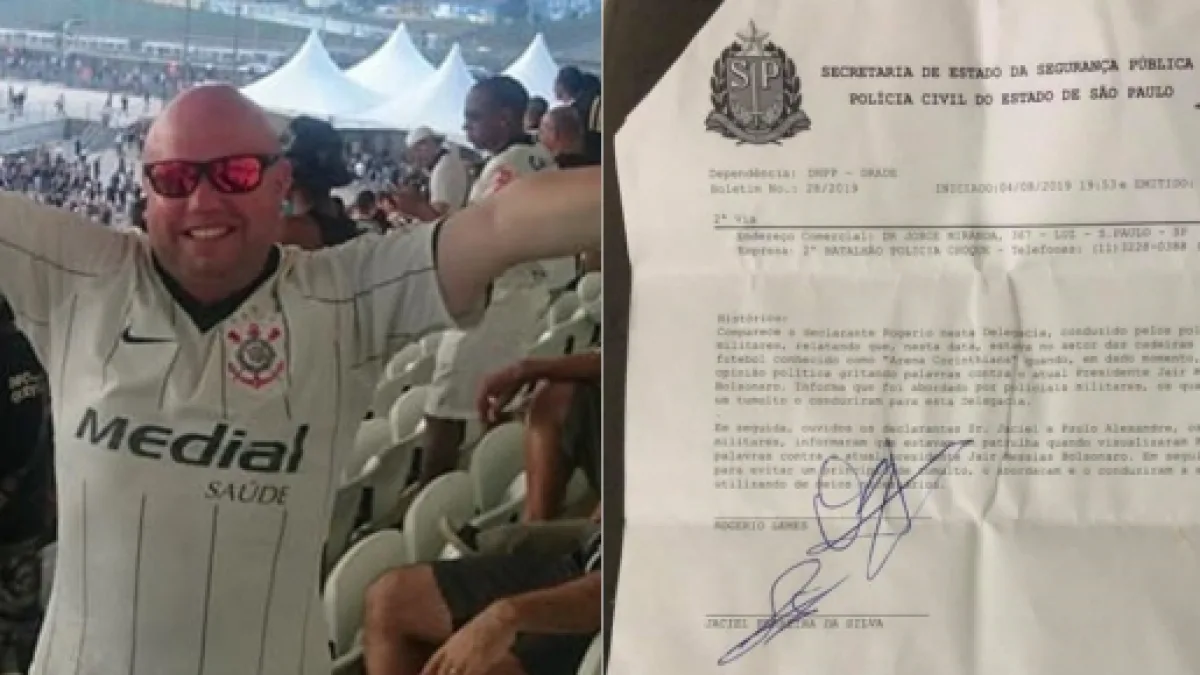 Medial
SAÚDE
SP
SECRETARIA DE ESTADO DA SEGURANÇA PÚBLICA
POLÍCIA CIVIL DO ESTADO DE SÃO PAULO
Dependência: DRPP - DRADE
Boletim No.: 28/2019 INICIADO:04/08/2019 19:53 e EMITIDO:
2ª Via
Endereço Comercial: DR JORGE MIRANDA, 367 - LUZ - S.PAULO - SP
Empresa: 2º BATALHÃO POLICIA CHOQUE - Telefones: (11)3228-0388
Histórico:
Comparece o declarante Rogerio nesta Delegacia, conduzido pelos po
militares, relatando que, nesta data, estava no setor das cadeiras
futebol conhecido como "Arena Corinthians" quando, em dado momento,
opinião política gritando palavras contra o atual Presidente Jair
Bolsonaro. Informa que foi abordado por policiais militares, os qu
um tumulto o conduziram para esta Delegacia.
Em seguida, ouvidos os declarantes Sr. Jaciel e Paulo Alexandre, os
militares, informaram que estavam patrulha quando visualizaram
palavras contra atual presidente Jair Messias Bolsonaro. Em segui
para evitar um princípio de tumulto, o abordaram e o conduziram a
utilizando de meios
ROGERIO LEMES
JACIEL DA SILVA